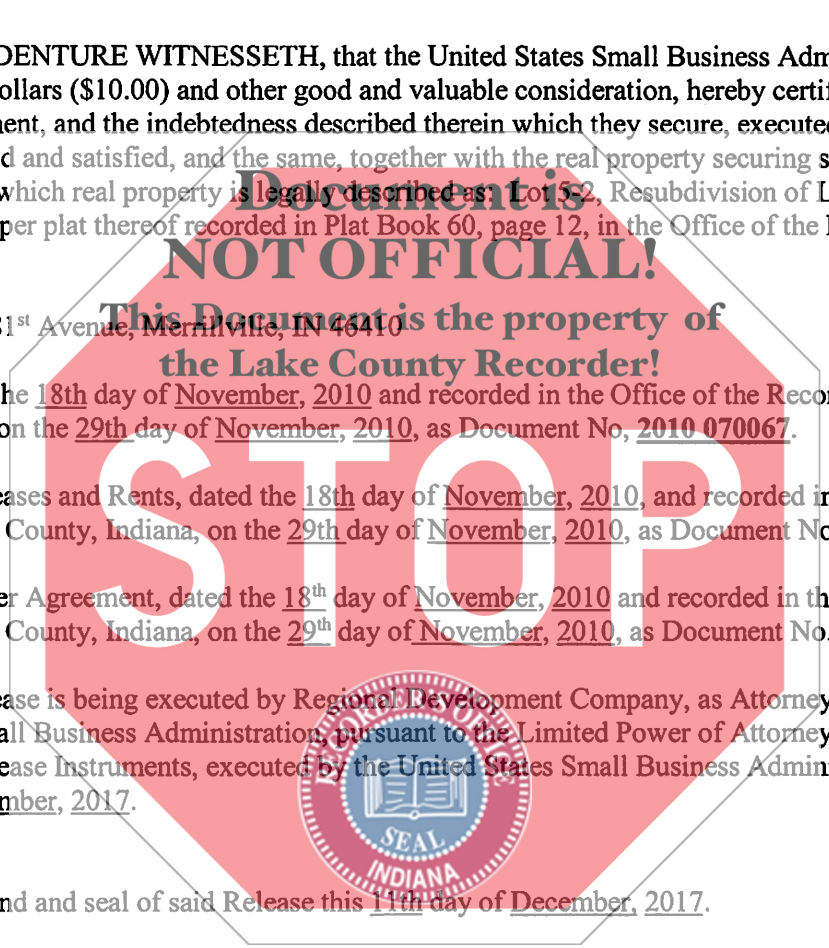 DENTURE WITNESSETH, that the United States Small Business Adm
ollars ($10.00) and other good and valuable consideration, hereby certif
ent, and the indebtedness described therein which they secure, execute
d and satisfied, and the same, together with the real property securing s
Document is
which real property is legally described as: Lot 5-2, Resubdivision of L
per plat thereof recorded in Plat Book 60, page 12, in the Office of the
NOT OFFICIAL!
This Document is the property of
1st Avenue, Merrillville, IN 46410
the Lake County Recorder!
he 18th day of November, 2010 and recorded in the Office of the Reco
on the 29th day of November, 2010, as Document No, 2010 070067.
STOP
eases and Rents, dated the 18th day of November, 2010, and recorded in
County, Indiana, on the 29th day of November, 2010, as Document No
er Agreement, dated the 18th day of November, 2010 and recorded in th
County, Indiana, on the 29th day of November, 2010, as Document No.
ease is being executed by Regional Development Company, as Attorney
all Business Administration, pursuant to the Limited Power of Attorney
ease Instruments, executed by the United States Small Business Admini
mber, 2017.
RECORDER'S OFFICE
SEAL
INDIANA
nd and seal of said Release this 11th day of December, 2017.